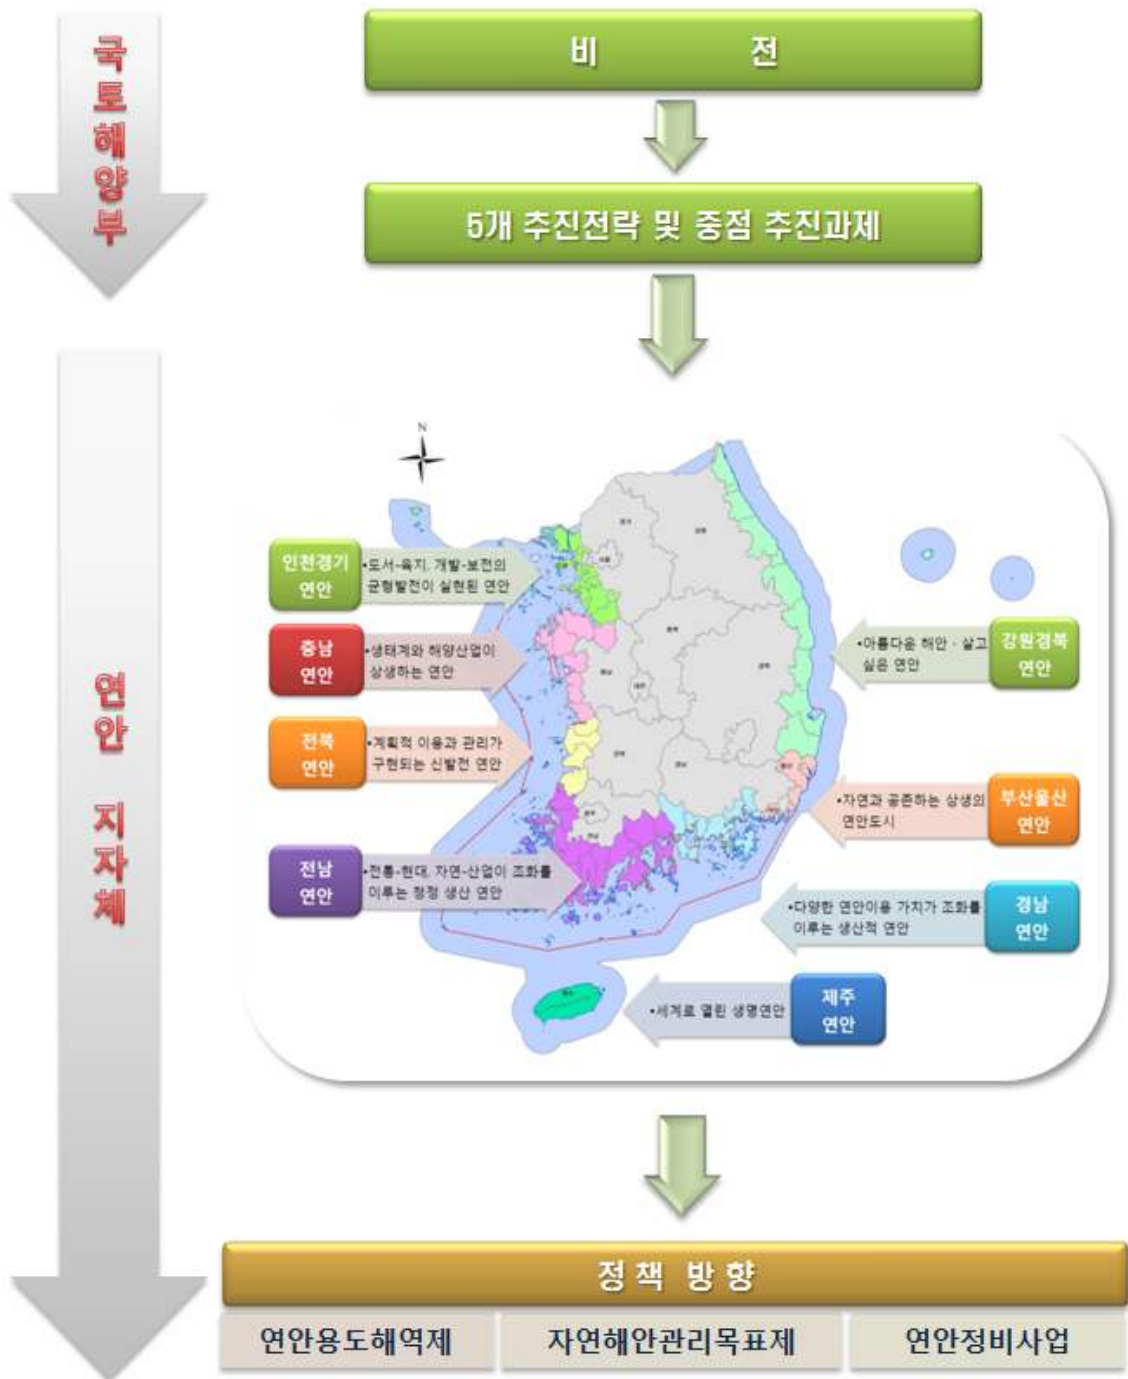 국토해양부
비 전
5개 추진전략 및 중점 추진과제
연안 지자체
N
인천경기
연안
•도서-육지, 개발-보전의
균형발전이 실현된 연안
충남
연안
•생태계와 해양산업이
상생하는 연안
전북
연안
•계획적 이용과 관리가
구현되는 신발전 연안
전남
연안
•전통-현대, 자연-산업이 조화를
이루는 청정 생산 연안
강원경북
연안
•아름다운 해안 - 살고
싶은 연안
부산울산
연안
•자연과 공존하는 상생의
연안도시
경남
연안
•다양한 연안이용 가치가 조화를
이루는 생산적 연안
제주
연안
•세계로 열린 생명연안
정 책 방 향
연안용도해역제
자연해안관리목표제
연안정비사업